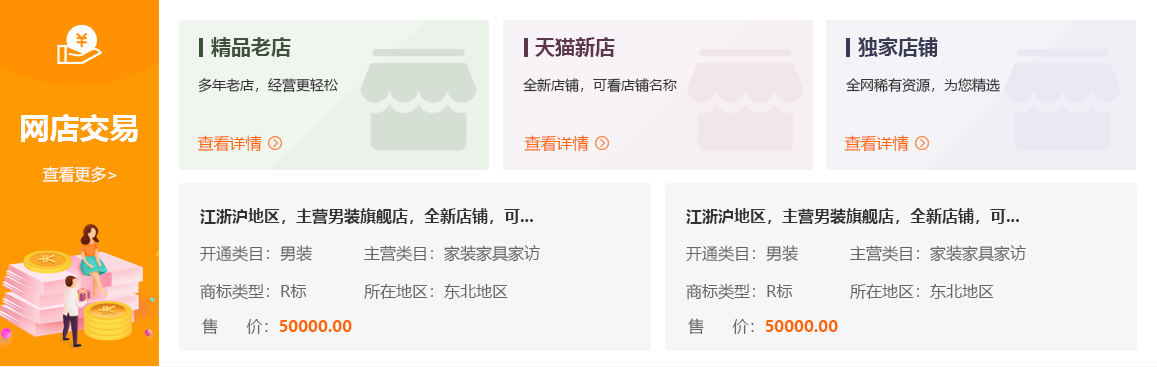 网店交易
查看更多>
精品老店
多年老店，经营更轻松
查看详情
天猫新店
全新店铺，可看店铺名称
查看详情
独家店铺
全网稀有资源，为您精选
查看详情
江浙沪地区，主营男装旗舰店，全新店铺，可...
开通类目：男装 主营类目：家装家具家访
商标类型：R标 所在地区：东北地区
售 价：50000.00
江浙沪地区，主营男装旗舰店，全新店铺，可...
开通类目：男装 主营类目：家装家具家访
商标类型：R标 所在地区：东北地区
售 价：50000.00